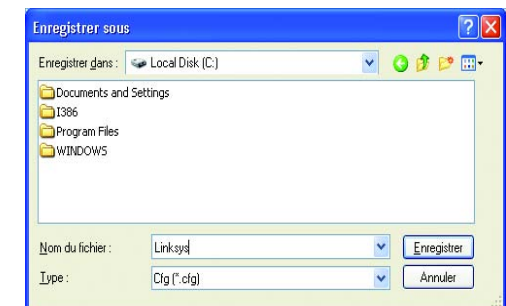 Enregistrer sous
Enregistrer dans : Local Disk (C:)
Documents and Settings
I386
Program Files
WINDOWS
Nom du fichier : Linksys Enregistrer
Type : Cfg (*.cfg) Annuler